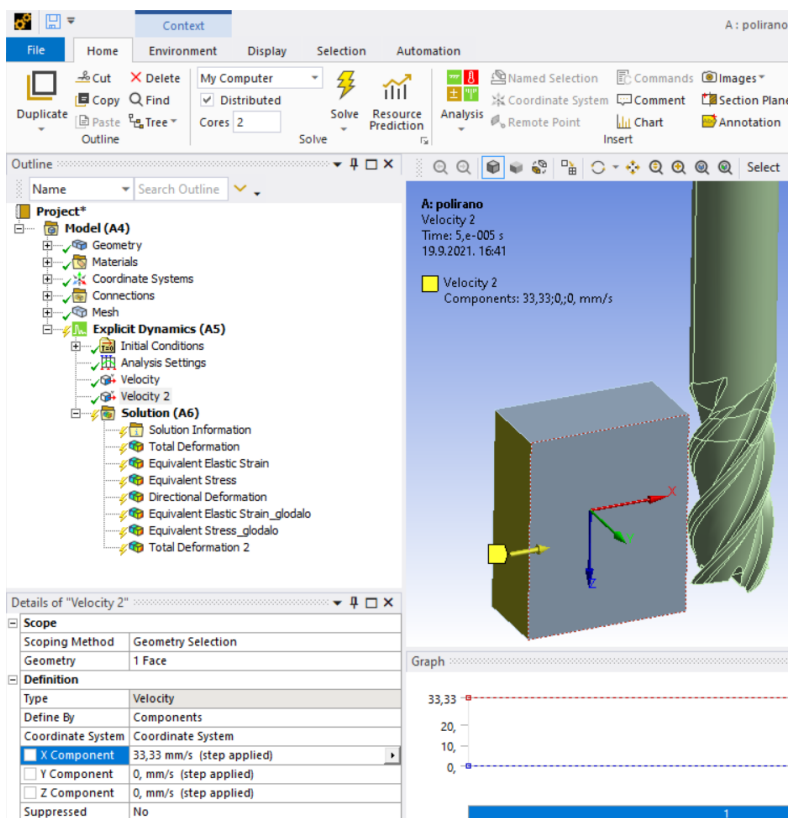 Context
A : polirano
File Home Environment Display Selection Automation
Duplicate
Cut
Copy
Paste
Delete
Find
Tree
Outline
My Computer
Distributed
Cores 2
Solve
Resource Prediction
Solve
Analysis
Named Selection
Coordinate System
Remote Point
Commands
Comment
Chart
Images
Section Plane
Annotation
Insert
Outline
Name Search Outline
Project*
Model (A4)
Geometry
Materials
Coordinate Systems
Connections
Mesh
Explicit Dynamics (A5)
Initial Conditions
Analysis Settings
Velocity
Velocity 2
Solution (A6)
Solution Information
Total Deformation
Equivalent Elastic Strain
Equivalent Stress
Directional Deformation
Equivalent Elastic Strain_glodalo
Equivalent Stress_glodalo
Total Deformation 2
Select
A: polirano
Velocity 2
Time: 5,e-005 s
19.9.2021. 16:41
Velocity 2
Components: 33,33;0,;0, mm/s
X
Y
Z
Details of "Velocity 2"
Scope
Scoping Method Geometry Selection
Geometry 1 Face
Definition
Type Velocity
Define By Components
Coordinate System Coordinate System
X Component 33,33 mm/s (step applied)
Y Component 0, mm/s (step applied)
Z Component 0, mm/s (step applied)
Suppressed No
Graph
33,33
20,
10,
0,
1